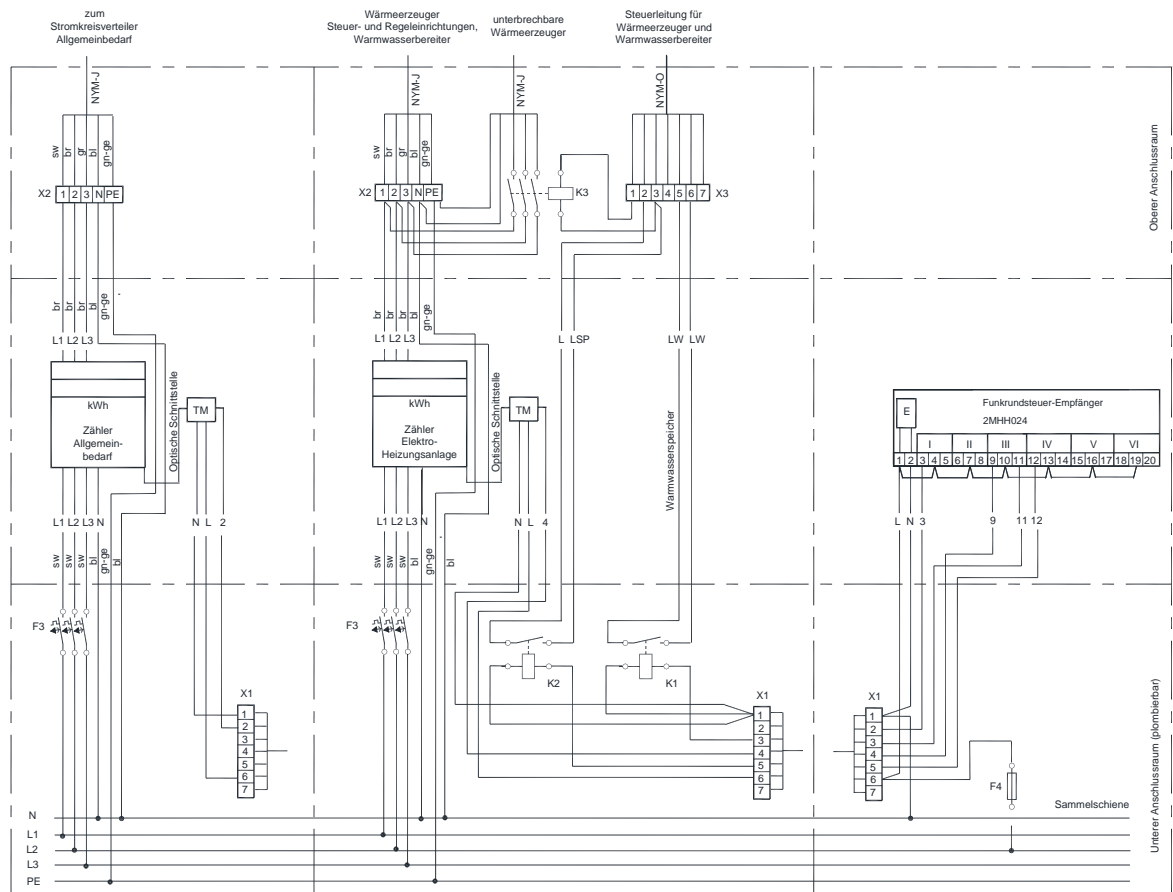 zum
Stromkreisverteiler
Allgemeinbedarf
Wärmeerzeuger
Steuer- und Regeleinrichtungen,
Warmwasserbereiter
unterbrechbare
Wärmeerzeuger
Steuerleitung für
Wärmeerzeuger und
Warmwasserbereiter
NYM-J
NYM-J
NYM-J
NYM-O
sw br gr bl gn-ge
sw br gr bl gn-ge
X2 1 2 3 N PE
X2 1 2 3 N PE
K3
1 2 3 4 5 6 7 X3
Oberer Anschlussraum
br br br bl gn-ge
br br br bl gn-ge
L1 L2 L3
L1 L2 L3
L LSP
LW LW
kWh
Zähler
Allgemein-
bedarf
Optische Schnittstelle
TM
kWh
Zähler
Elektro-
Heizungsanlage
Optische Schnittstelle
TM
Warmwasserspeicher
E
Funkrundsteuer-Empfänger
2MHH024
I II III IV V VI
1 2 3 4 5 6 7 8 9 10 11 12 13 14 15 16 17 18 19 20
L1 L2 L3 N
N L 2
L1 L2 L3 N
N L 4
L N 3 9 11 12
sw sw sw bl gn-ge bl
sw sw sw bl gn-ge bl
F3
F3
K2
K1
X1
1
2
3
4
5
6
7
X1
1
2
3
4
5
6
7
X1
1
2
3
4
5
6
7
F4
Unterer Anschlussraum (plombierbar)
Sammelschiene
N
L1
L2
L3
PE